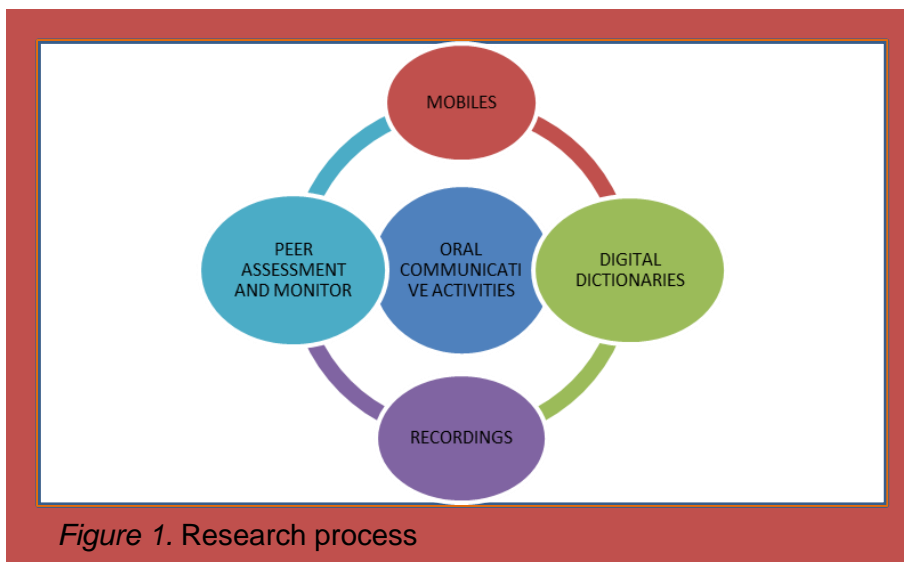 MOBILES
PEER
ASSESSMENT
AND MONITOR
ORAL
COMMUNICATI
VE ACTIVITIES
DIGITAL
DICTIONARIES
RECORDINGS
Figure 1. Research process